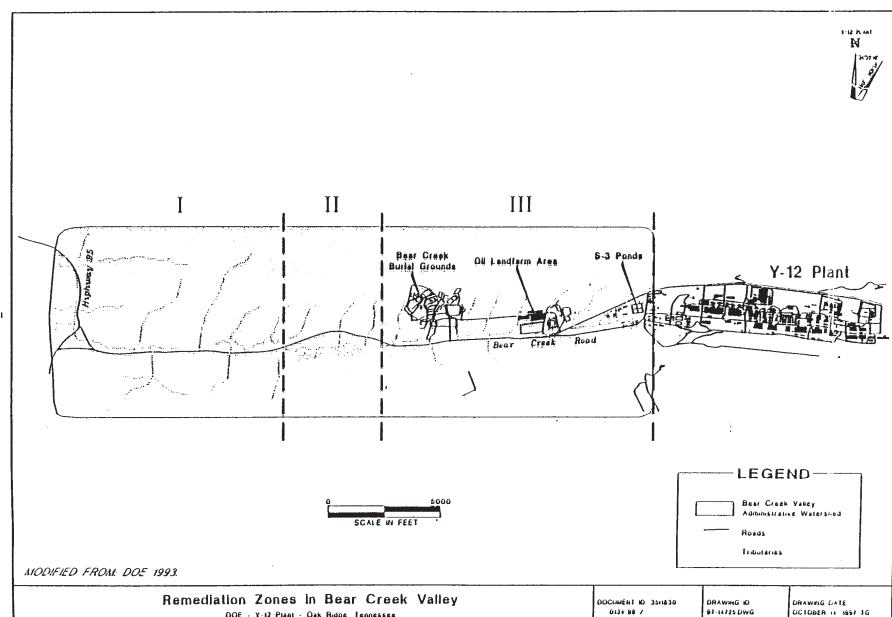 Y-12 PLANT
N
I II III
Highway 95
Bear Creek
Burial Grounds
Oil Landfarm Area
S-3 Ponds
Y-12 Plant
Bear Creek Road
0 5000
SCALE IN FEET
LEGEND
Bear Creek Valley
Administrative Watershed
Roads
Tributaries
MODIFIED FROM: DOE 1993.
Remediation Zones in Bear Creek Valley
DOE - Y-12 Plant - Oak Ridge, Tennessee
DOCUMENT ID
DRAWING ID
DRAWING DATE